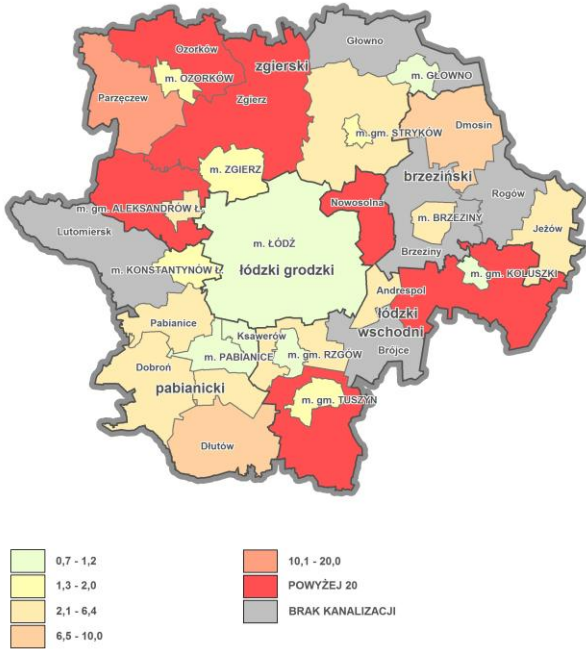 Ozorków
Głowno
m. OZORKÓW
zgierski
m. GŁOWNO
Parzęczew
Zgierz
m. gm. STRYKÓW
Dmosin
m. ZGIERZ
brzeziński
m. gm. ALEKSANDRÓW Ł.
Nowosolna
Rogów
Lutomiersk
m. BRZEZINY
Jeżów
m. ŁÓDŹ
Brzeziny
m. KONSTANTYNÓW Ł.
łódzki grodzki
m. gm. KOLUSZKI
Andrespol
Pabianice
łódzki
wschodni
Ksawerów
m. PABIANICE
m. gm. RZGÓW
Brójce
Dobroń
pabianicki
m. gm. TUSZYN
Dłutów
0,7 - 1,2
1,3 - 2,0
2,1 - 6,4
6,5 - 10,0
10,1 - 20,0
POWYŻEJ 20
BRAK KANALIZACJI